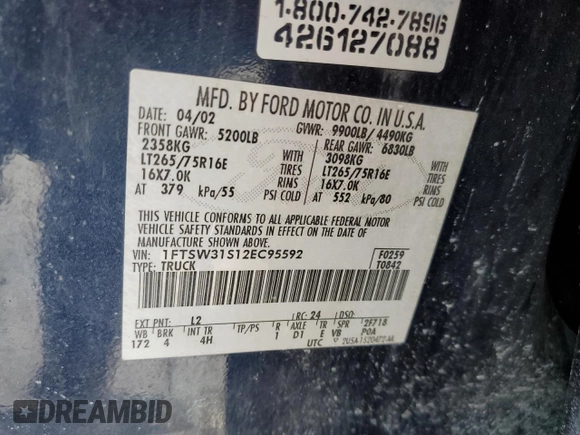 1-800-742-7896
426127088
MFD. BY FORD MOTOR CO. IN U.S.A.
DATE: 04/02 GVWR: 9900LB/ 4490KG
FRONT GAWR: 5200LB REAR GAWR: 6830LB
2358KG WITH 3098KG WITH
LT265/75R16E TIRES LT265/75R16E TIRES
16X7.0K RIMS 16X7.0K RIMS
AT 379 kPa/55 PSI COLD AT 552 kPa/80 PSI COLD
THIS VEHICLE CONFORMS TO ALL APPLICABLE FEDERAL MOTOR
VEHICLE SAFETY STANDARDS IN EFFECT ON THE DATE OF
MANUFACTURE SHOWN ABOVE.
VIN: 1FTSW31S12EC95592 F0259
TYPE: TRUCK T0842
EXT PNT: L2 RC: 24 DSO:
WB BRK INT TR TP/PS R AXLE TR SPR 2F718
172 4 4H 1 D1 E VB POA
UTC
DREAMBID